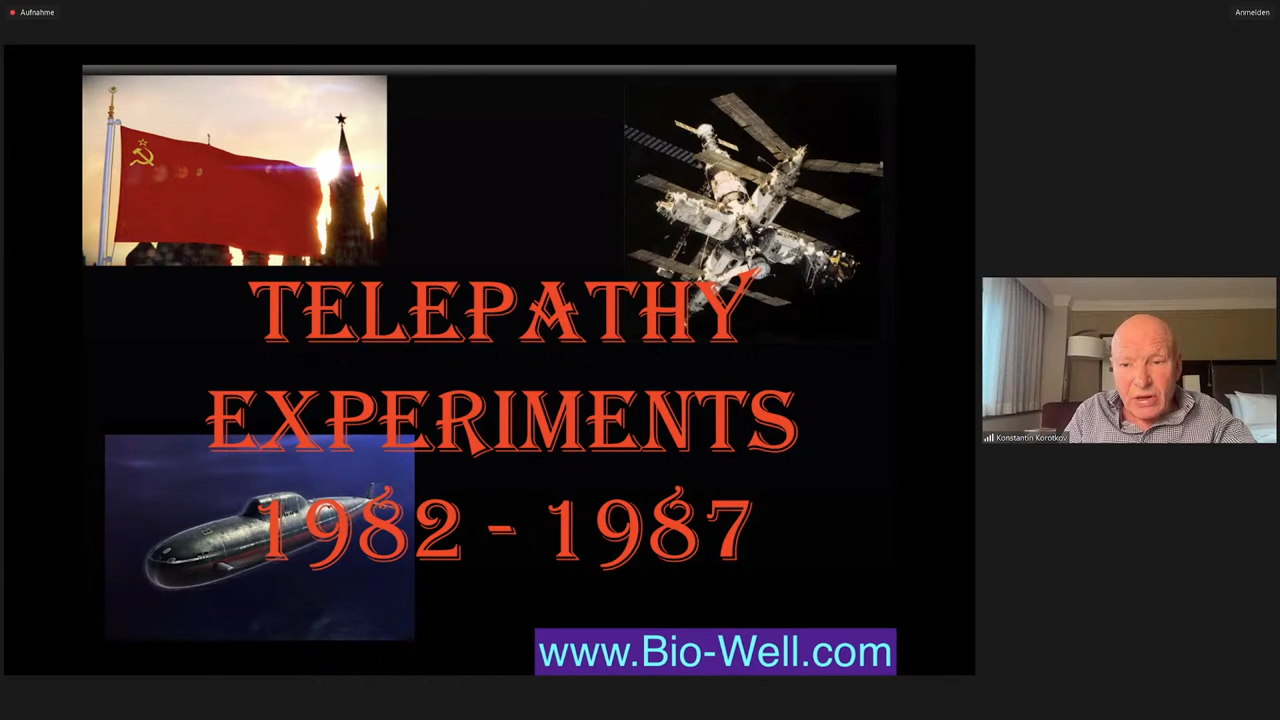 Aufnahme
Anmelden
TELEPATHY
EXPERIMENTS
1982 - 1987
www.Bio-Well.com
Konstantin Korotkov